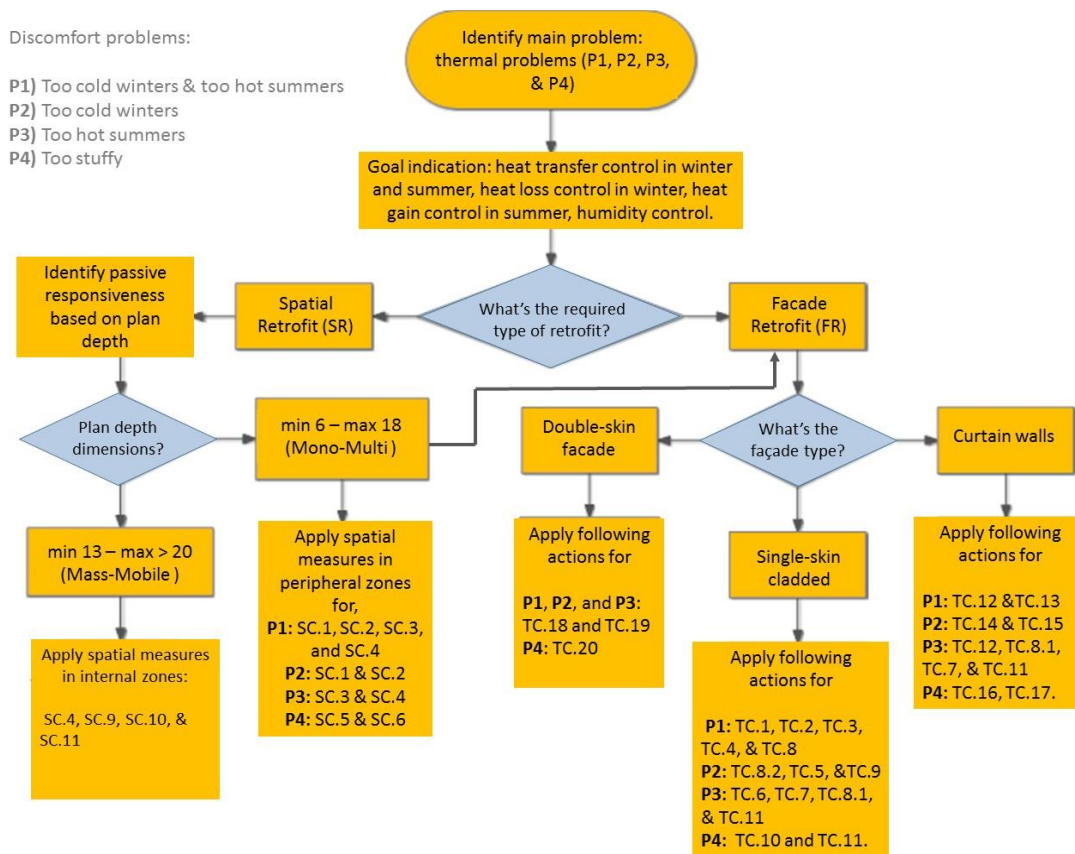 Discomfort problems:
P1) Too cold winters & too hot summers
P2) Too cold winters
P3) Too hot summers
P4) Too stuffy
Identify main problem:
thermal problems (P1, P2, P3,
& P4)
Goal indication: heat transfer control in winter
and summer, heat loss control in winter, heat
gain control in summer, humidity control.
What's the required
type of retrofit?
Spatial
Retrofit (SR)
Identify passive
responsiveness
based on plan
depth
Facade
Retrofit (FR)
Plan depth
dimensions?
min 6 – max 18
(Mono-Multi )
min 13 – max > 20
(Mass-Mobile )
Apply spatial measures
in internal zones:
SC.4, SC.9, SC.10, &
SC.11
Apply spatial
measures in
peripheral zones
for,
P1: SC.1, SC.2, SC.3,
and SC.4
P2: SC.1 & SC.2
P3: SC.3 & SC.4
P4: SC.5 & SC.6
What's the
façade type?
Double-skin
facade
Apply following
actions for
P1, P2, and P3:
TC.18 and TC.19
P4: TC.20
Single-skin
cladded
Apply following
actions for
P1: TC.1, TC.2, TC.3,
TC.4, & TC.8
P2: TC.8.2, TC.5, &TC.9
P3: TC.6, TC.7, TC.8.1,
& TC.11
P4: TC.10 and TC.11.
Curtain walls
Apply following
actions for
P1: TC.12 &TC.13
P2: TC.14 & TC.15
P3: TC.12, TC.8.1,
TC.7, & TC.11
P4: TC.16, TC.17.